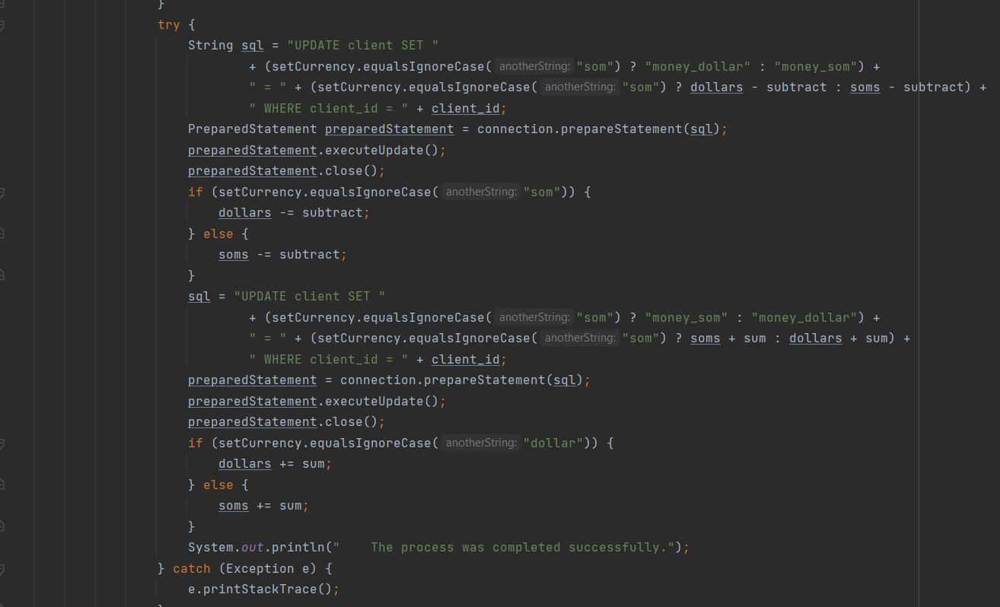 }
try {
String sql = "UPDATE client SET "
+ (setCurrency.equalsIgnoreCase( anotherString: "som") ? "money_dollar" : "money_som") +
" = " + (setCurrency.equalsIgnoreCase( anotherString: "som") ? dollars - subtract : soms - subtract) +
" WHERE client_id = " + client_id;
PreparedStatement preparedStatement = connection.prepareStatement(sql);
preparedStatement.executeUpdate();
preparedStatement.close();
if (setCurrency.equalsIgnoreCase( anotherString: "som")) {
dollars -= subtract;
} else {
soms -= subtract;
}
sql = "UPDATE client SET "
+ (setCurrency.equalsIgnoreCase( anotherString: "som") ? "money_som" : "money_dollar") +
" = " + (setCurrency.equalsIgnoreCase( anotherString: "som") ? soms + sum : dollars + sum) +
" WHERE client_id = " + client_id;
preparedStatement = connection.prepareStatement(sql);
preparedStatement.executeUpdate();
preparedStatement.close();
if (setCurrency.equalsIgnoreCase( anotherString: "dollar")) {
dollars += sum;
} else {
soms += sum;
}
System.out.println("    The process was completed successfully.");
} catch (Exception e) {
e.printStackTrace();
}